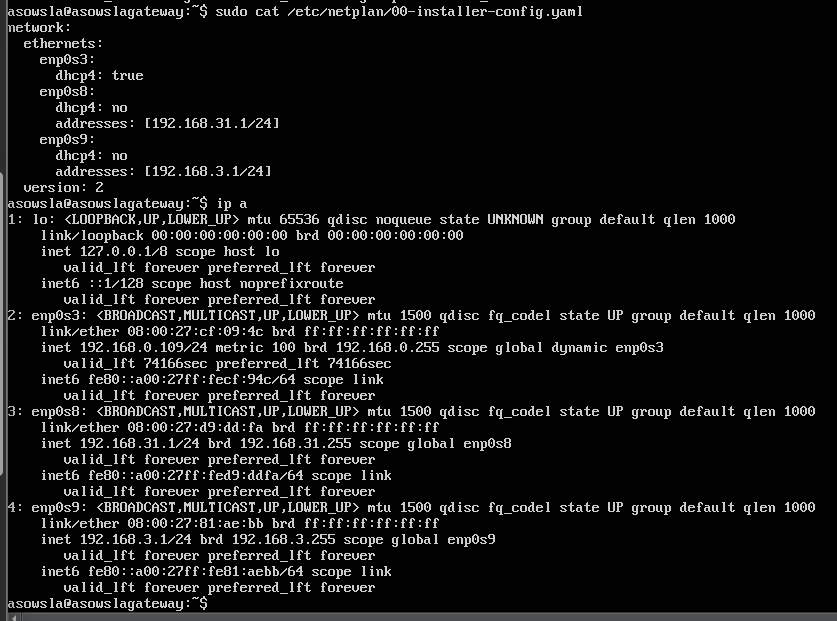 asowsla@asowslagateway:~$ sudo cat /etc/netplan/00-installer-config.yaml
network:
  ethernets:
    enp0s3:
      dhcp4: true
    enp0s8:
      dhcp4: no
      addresses: [192.168.31.1/24]
    enp0s9:
      dhcp4: no
      addresses: [192.168.3.1/24]
  version: 2
asowsla@asowslagateway:~$ ip a
1: lo: <LOOPBACK,UP,LOWER_UP> mtu 65536 qdisc noqueue state UNKNOWN group default qlen 1000
    link/loopback 00:00:00:00:00:00 brd 00:00:00:00:00:00
    inet 127.0.0.1/8 scope host lo
       valid_lft forever preferred_lft forever
    inet6 ::1/128 scope host noprefixroute
       valid_lft forever preferred_lft forever
2: enp0s3: <BROADCAST,MULTICAST,UP,LOWER_UP> mtu 1500 qdisc fq_codel state UP group default qlen 1000
    link/ether 08:00:27:cf:09:4c brd ff:ff:ff:ff:ff:ff
    inet 192.168.0.109/24 metric 100 brd 192.168.0.255 scope global dynamic enp0s3
       valid_lft 74166sec preferred_lft 74166sec
    inet6 fe80::a00:27ff:fecf:94c/64 scope link
       valid_lft forever preferred_lft forever
3: enp0s8: <BROADCAST,MULTICAST,UP,LOWER_UP> mtu 1500 qdisc fq_codel state UP group default qlen 1000
    link/ether 08:00:27:d9:dd:fa brd ff:ff:ff:ff:ff:ff
    inet 192.168.31.1/24 brd 192.168.31.255 scope global enp0s8
       valid_lft forever preferred_lft forever
    inet6 fe80::a00:27ff:fed9:ddfa/64 scope link
       valid_lft forever preferred_lft forever
4: enp0s9: <BROADCAST,MULTICAST,UP,LOWER_UP> mtu 1500 qdisc fq_codel state UP group default qlen 1000
    link/ether 08:00:27:81:ae:bb brd ff:ff:ff:ff:ff:ff
    inet 192.168.3.1/24 brd 192.168.3.255 scope global enp0s9
       valid_lft forever preferred_lft forever
    inet6 fe80::a00:27ff:fe81:aebb/64 scope link
       valid_lft forever preferred_lft forever
asowsla@asowslagateway:~$